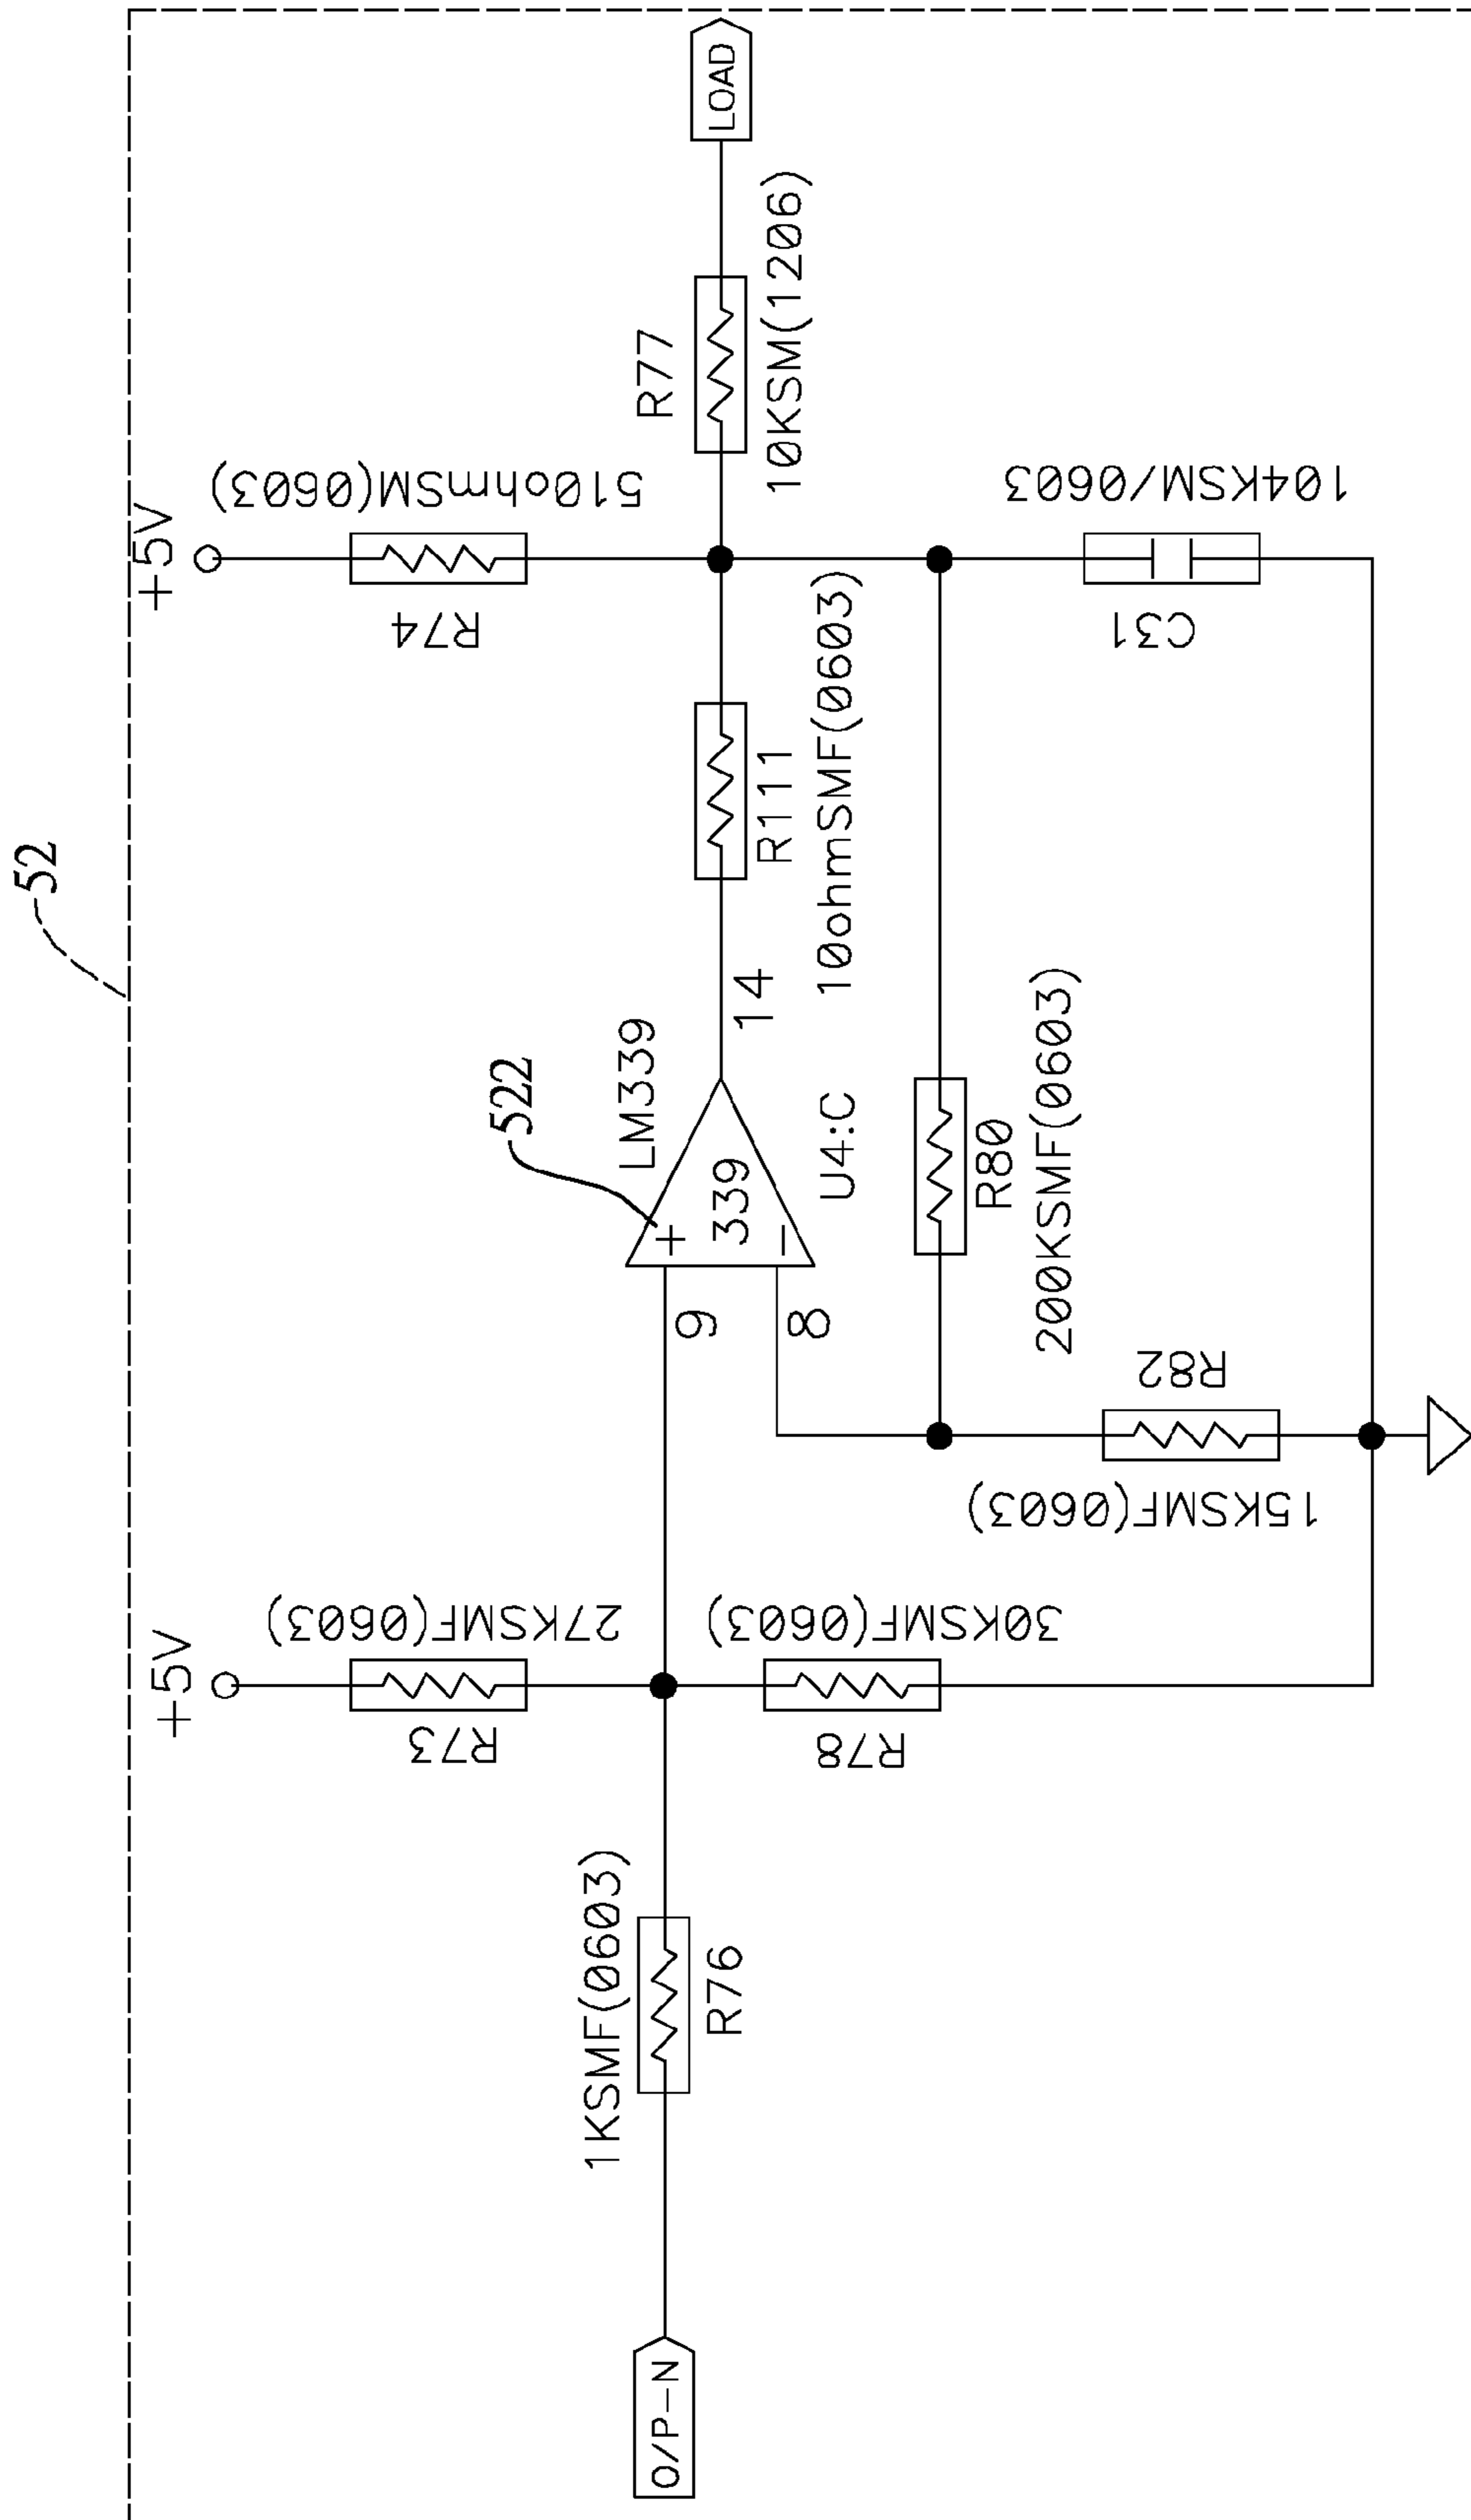 52
+5V
+5V
R74
510ohmSM(0603)
R73
27KSMF(0603)
522
LM339
339
+
−
9
8
14
U4:C
R111
10ohmSMF(0603)
R77
10KSM(1206)
LOAD
1KSMF(0603)
R76
O/P-N
R78
30KSMF(0603)
R80
200KSMF(0603)
R82
15KSMF(0603)
C31
104KSM/0603